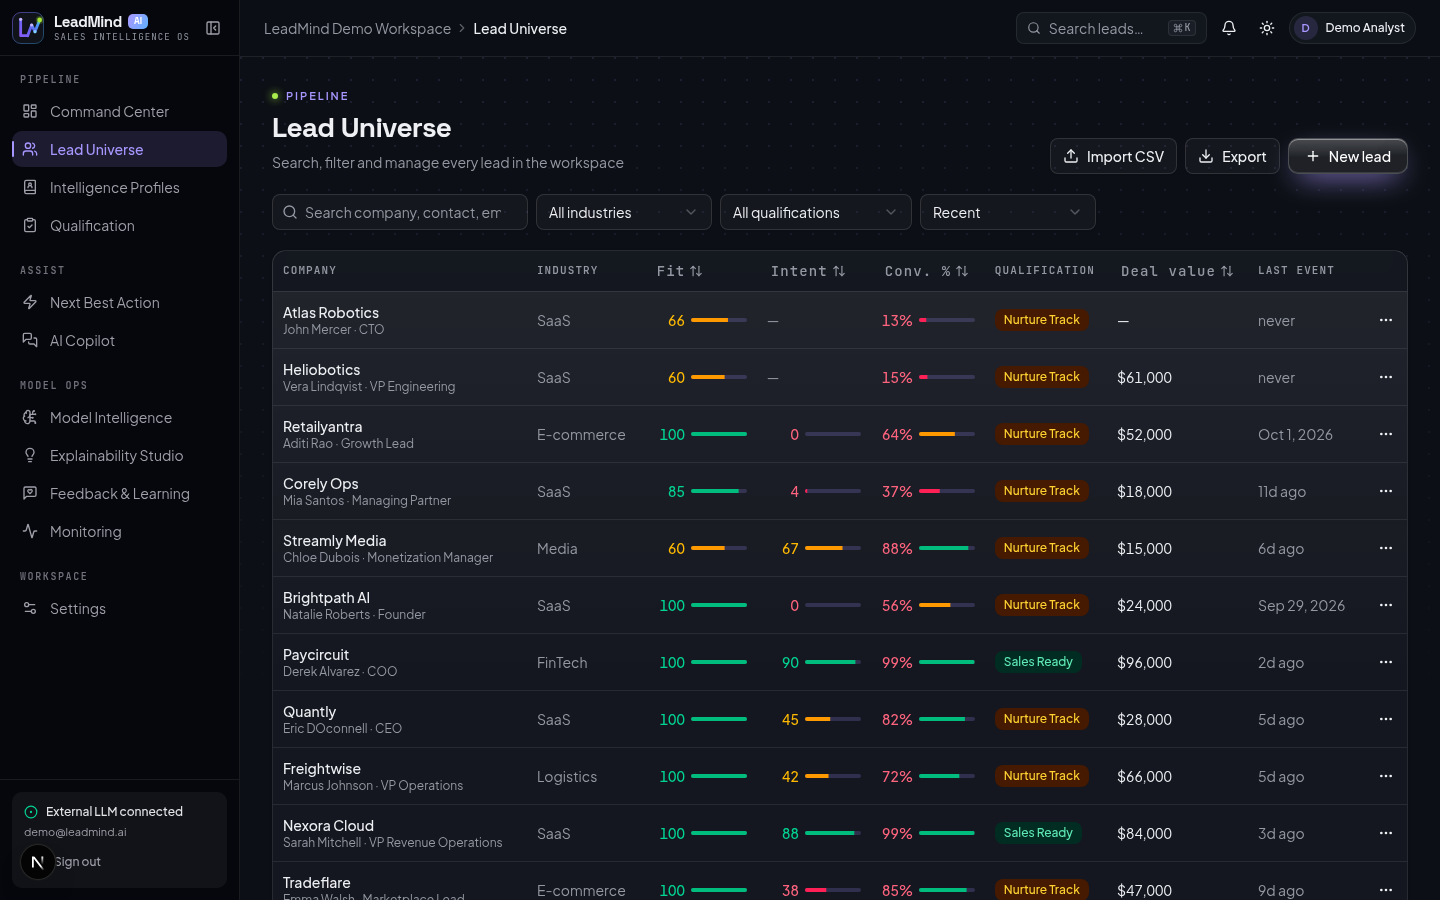 LeadMind AI
SALES INTELLIGENCE OS
PIPELINE
Command Center
Lead Universe
Intelligence Profiles
Qualification
ASSIST
Next Best Action
AI Copilot
MODEL OPS
Model Intelligence
Explainability Studio
Feedback & Learning
Monitoring
WORKSPACE
Settings
External LLM connected
demo@leadmind.ai
N Sign out
LeadMind Demo Workspace > Lead Universe
Search leads... ⌘K
D Demo Analyst
PIPELINE
Lead Universe
Search, filter and manage every lead in the workspace
Import CSV
Export
+ New lead
Search company, contact, em
All industries
All qualifications
Recent
COMPANY INDUSTRY Fit Intent Conv. % QUALIFICATION Deal value LAST EVENT
Atlas Robotics
John Mercer · CTO
SaaS 66 — 13% Nurture Track — never
Heliobotics
Vera Lindqvist · VP Engineering
SaaS 60 — 15% Nurture Track $61,000 never
Retailyantra
Aditi Rao · Growth Lead
E-commerce 100 0 64% Nurture Track $52,000 Oct 1, 2026
Corely Ops
Mia Santos · Managing Partner
SaaS 85 4 37% Nurture Track $18,000 11d ago
Streamly Media
Chloe Dubois · Monetization Manager
Media 60 67 88% Nurture Track $15,000 6d ago
Brightpath AI
Natalie Roberts · Founder
SaaS 100 0 56% Nurture Track $24,000 Sep 29, 2026
Paycircuit
Derek Alvarez · COO
FinTech 100 90 99% Sales Ready $96,000 2d ago
Quantly
Eric DOconnell · CEO
SaaS 100 45 82% Nurture Track $28,000 5d ago
Freightwise
Marcus Johnson · VP Operations
Logistics 100 42 72% Nurture Track $66,000 5d ago
Nexora Cloud
Sarah Mitchell · VP Revenue Operations
SaaS 100 88 99% Sales Ready $84,000 3d ago
Tradeflare
Emma Walsh · Marketplace Lead
E-commerce 100 38 85% Nurture Track $47,000 9d ago